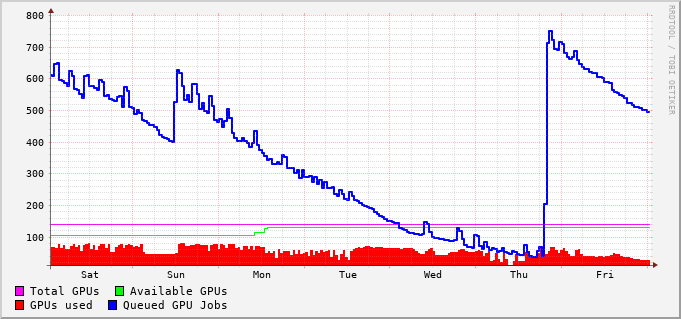 800
700
600
500
400
300
200
100
Sat Sun Mon Tue Wed Thu Fri
Total GPUs Available GPUs
GPUs used Queued GPU Jobs
RRDTOOL / TOBI OETIKER